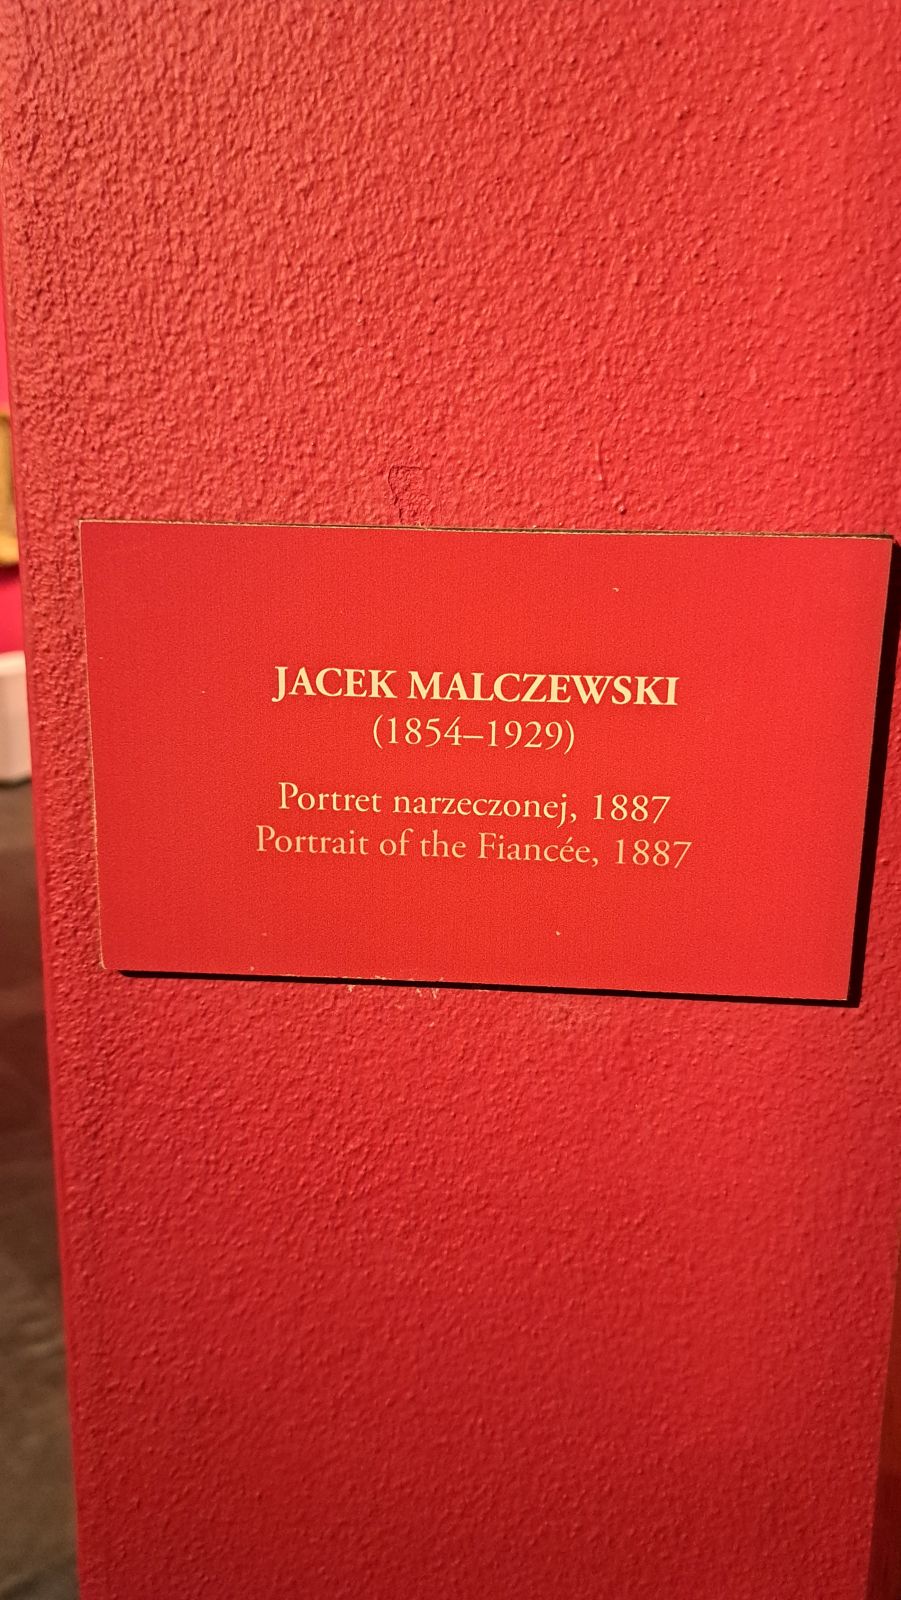 JACEK MALCZEWSKI
(1854–1929)
Portret narzeczonej, 1887
Portrait of the Fiancée, 1887